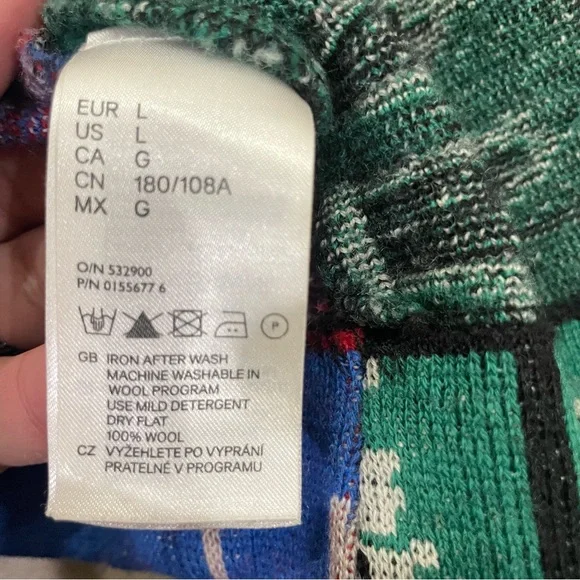 EUR L
US L
CA G
CN 180/108A
MX G
O/N 532900
P/N 0155677 6
P
GB IRON AFTER WASH
MACHINE WASHABLE IN
WOOL PROGRAM
USE MILD DETERGENT
DRY FLAT
100% WOOL
CZ VYŽEHLETE PO VYPRÁNÍ
PRATELNÉ V PROGRAMU